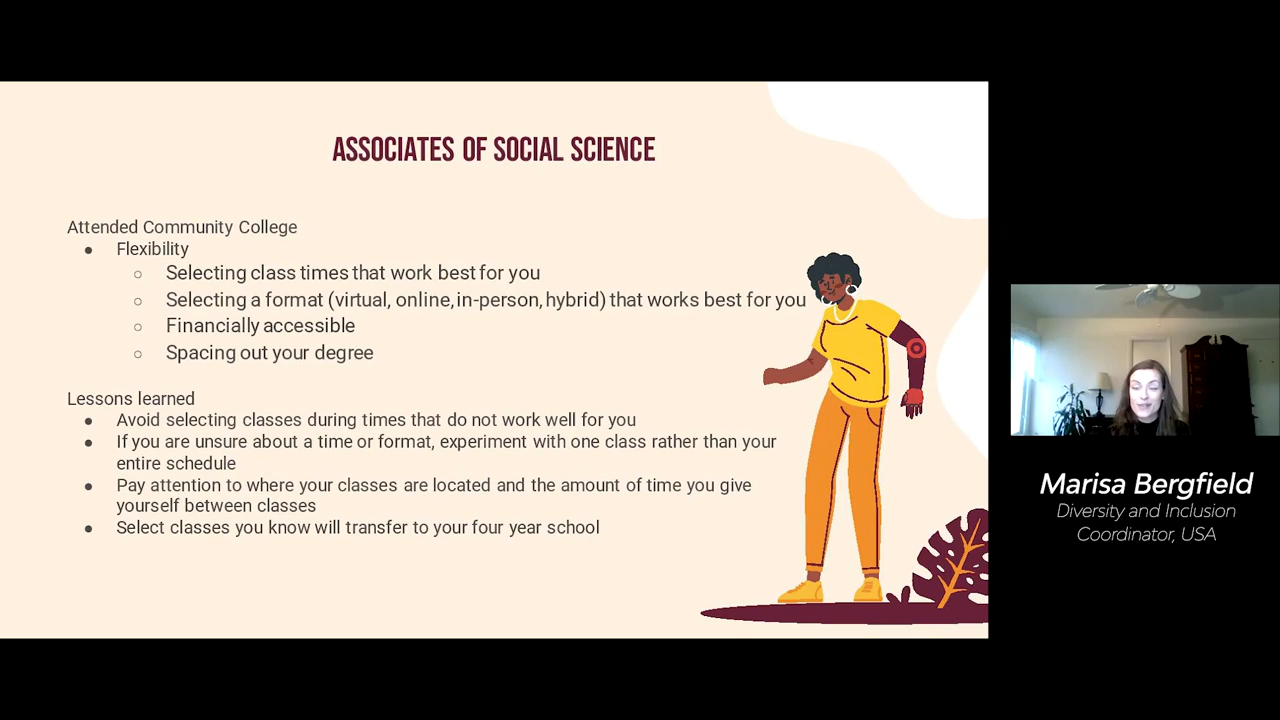 ASSOCIATES OF SOCIAL SCIENCE
Attended Community College
● Flexibility
○ Selecting class times that work best for you
○ Selecting a format (virtual, online, in-person, hybrid) that works best for you
○ Financially accessible
○ Spacing out your degree
Lessons learned
● Avoid selecting classes during times that do not work well for you
● If you are unsure about a time or format, experiment with one class rather than your
entire schedule
● Pay attention to where your classes are located and the amount of time you give
yourself between classes
● Select classes you know will transfer to your four year school
Marisa Bergfield
Diversity and Inclusion
Coordinator, USA